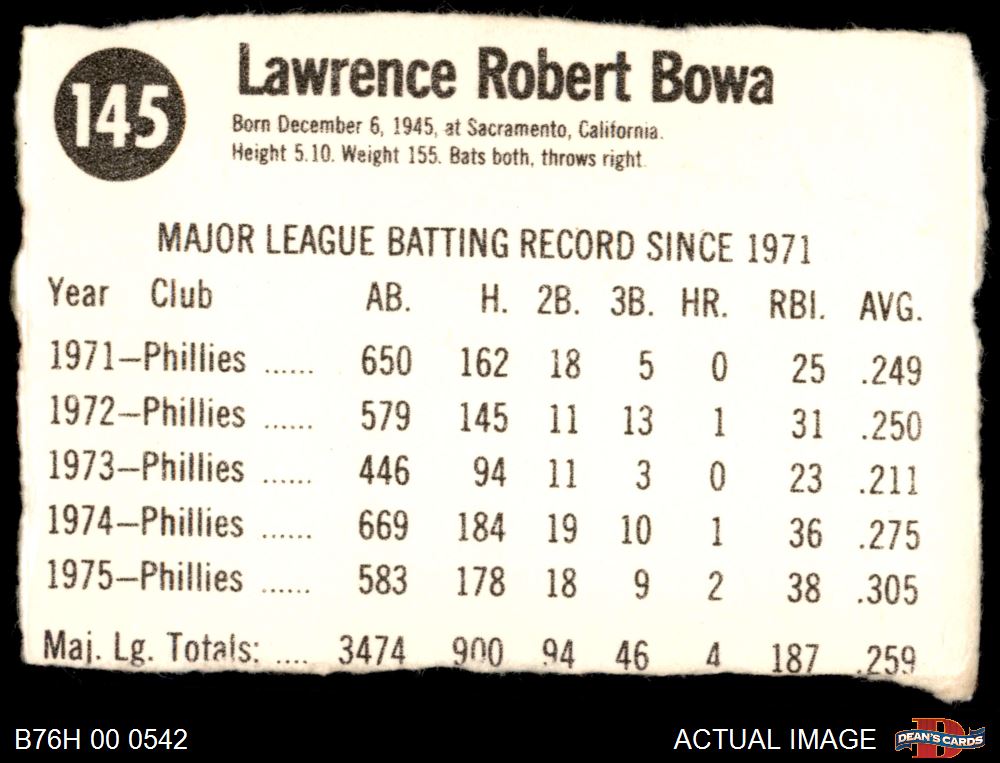 145
Lawrence Robert Bowa
Born December 6, 1945, at Sacramento, California.
Height 5.10. Weight 155. Bats both, throws right.
MAJOR LEAGUE BATTING RECORD SINCE 1971
Year Club AB. H. 2B. 3B. HR. RBI. AVG.
1971—Phillies ...... 650 162 18 5 0 25 .249
1972—Phillies ...... 579 145 11 13 1 31 .250
1973—Phillies ...... 446 94 11 3 0 23 .211
1974—Phillies ...... 669 184 19 10 1 36 .275
1975—Phillies ...... 583 178 18 9 2 38 .305
Maj. Lg. Totals: .... 3474 900 94 46 4 187 .259
B76H 00 0542 ACTUAL IMAGE DEAN'S CARDS